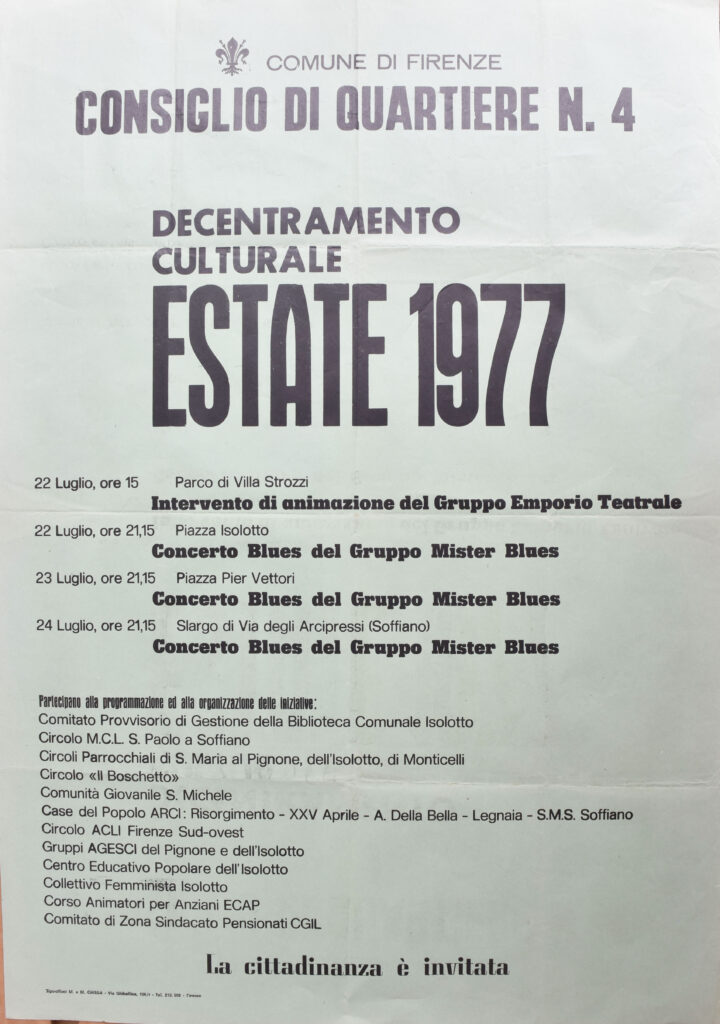 COMUNE DI FIRENZE
CONSIGLIO DI QUARTIERE N. 4
DECENTRAMENTO
CULTURALE
ESTATE 1977
22 Luglio, ore 15 Parco di Villa Strozzi
Intervento di animazione del Gruppo Emporio Teatrale
22 Luglio, ore 21,15 Piazza Isolotto
Concerto Blues del Gruppo Mister Blues
23 Luglio, ore 21,15 Piazza Pier Vettori
Concerto Blues del Gruppo Mister Blues
24 Luglio, ore 21,15 Slargo di Via degli Arcipressi (Soffiano)
Concerto Blues del Gruppo Mister Blues
Partecipano alla programmazione ed alla organizzazione delle iniziative:
Comitato Provvisorio di Gestione della Biblioteca Comunale Isolotto
Circolo M.C.L. S. Paolo a Soffiano
Circoli Parrocchiali di S. Maria al Pignone, dell'Isolotto, di Monticelli
Circolo «Il Boschetto»
Comunità Giovanile S. Michele
Case del Popolo ARCI: Risorgimento - XXV Aprile - A. Della Bella - Legnaia - S.M.S. Soffiano
Circolo ACLI Firenze Sud-ovest
Gruppi AGESCI del Pignone e dell'Isolotto
Centro Educativo Popolare dell'Isolotto
Collettivo Femminista Isolotto
Corso Animatori per Anziani ECAP
Comitato di Zona Sindacato Pensionati CGIL
La cittadinanza è invitata
Via Ghibellina, - Tel. - Firenze